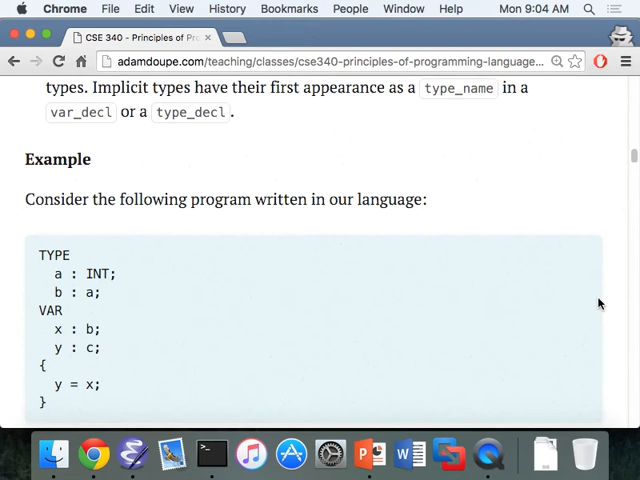 Chrome File Edit View History Bookmarks People Window Help Mon 9:04 AM
CSE 340 - Principles of Pro
adamdoupe.com/teaching/classes/cse340-principles-of-programming-language...
types. Implicit types have their first appearance as a type_name in a
var_decl or a type_decl.
Example
Consider the following program written in our language:
TYPE
a : INT;
b : a;
VAR
x : b;
y : c;
{
y = x;
}